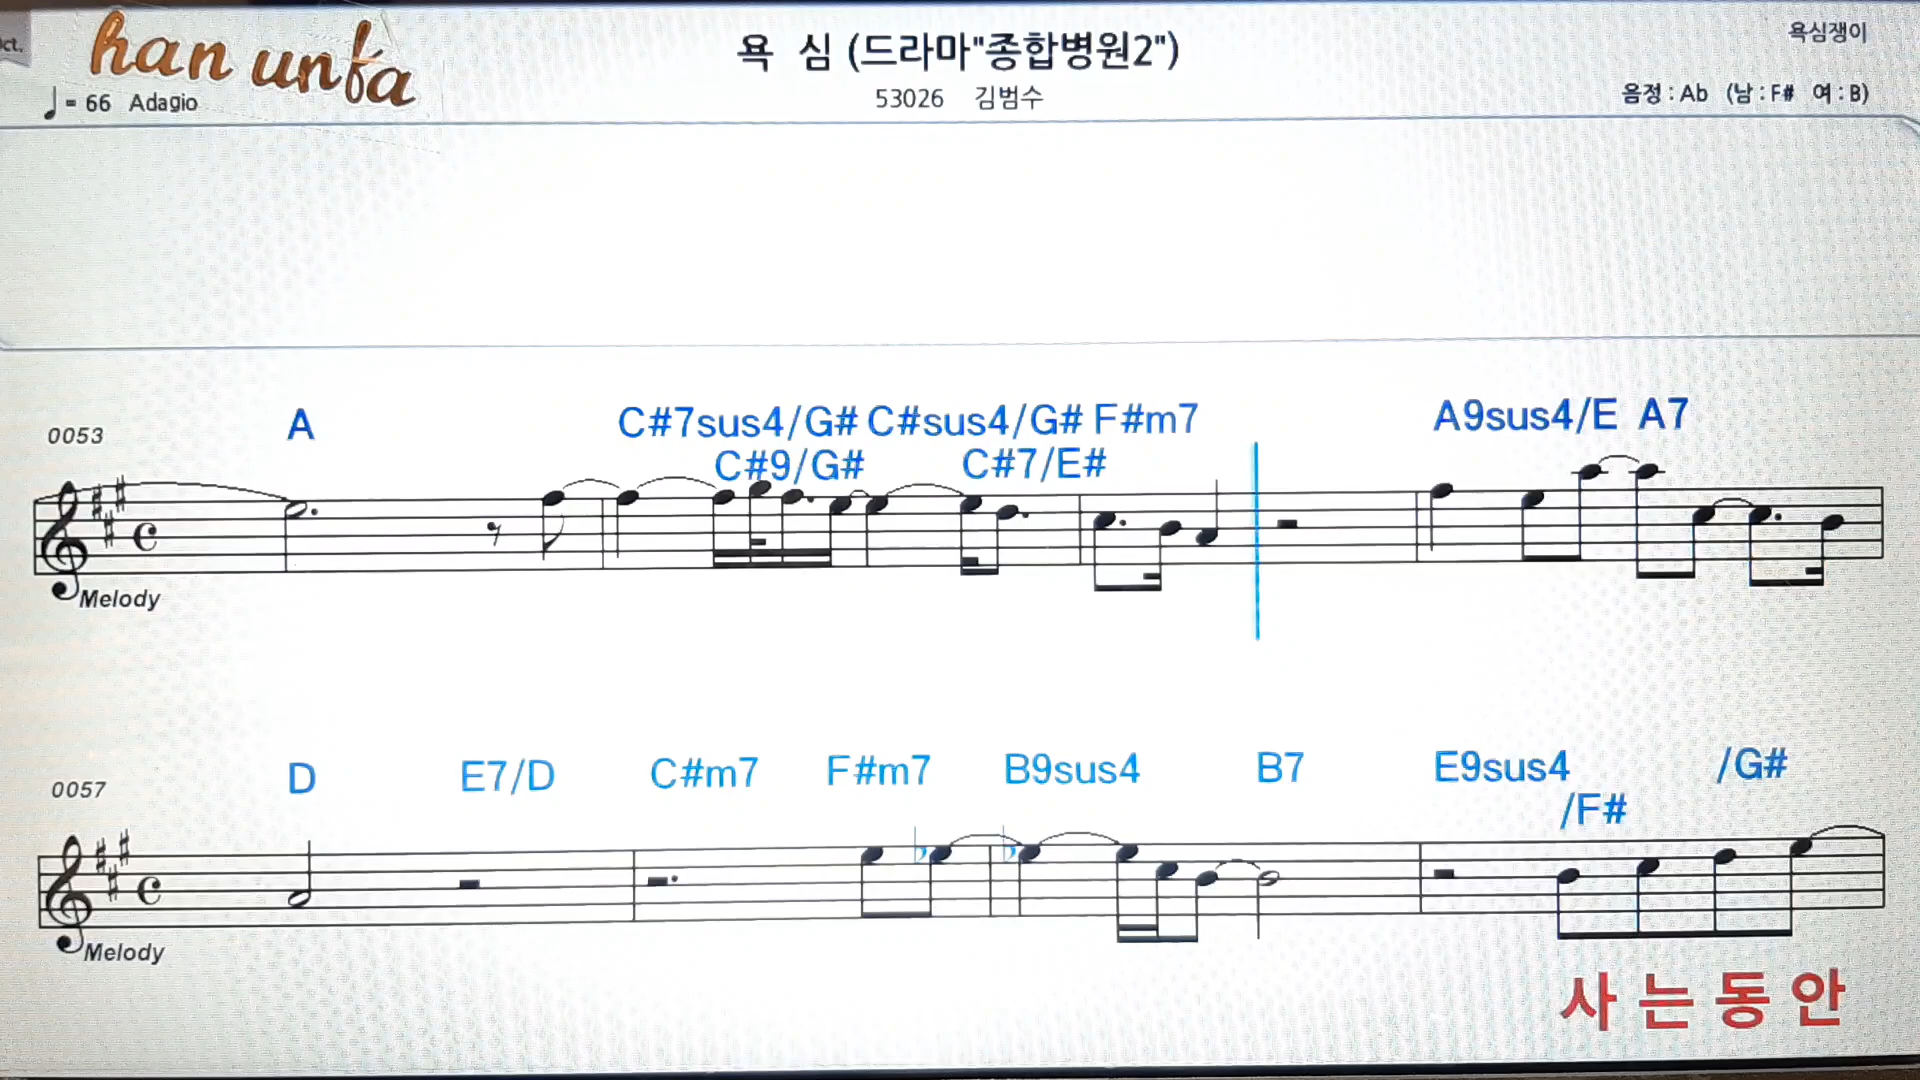 Oct.
han unfa
욕 심 (드라마"종합병원2")
욕심쟁이
♩= 66 Adagio
53026 김범수
음정 : Ab (남 : F# 여 : B)
0053
A C#7sus4/G# C#sus4/G# F#m7 A9sus4/E A7
C#9/G# C#7/E#
Melody
0057
D E7/D C#m7 F#m7 B9sus4 B7 E9sus4 /G#
/F#
Melody
사 는 동 안